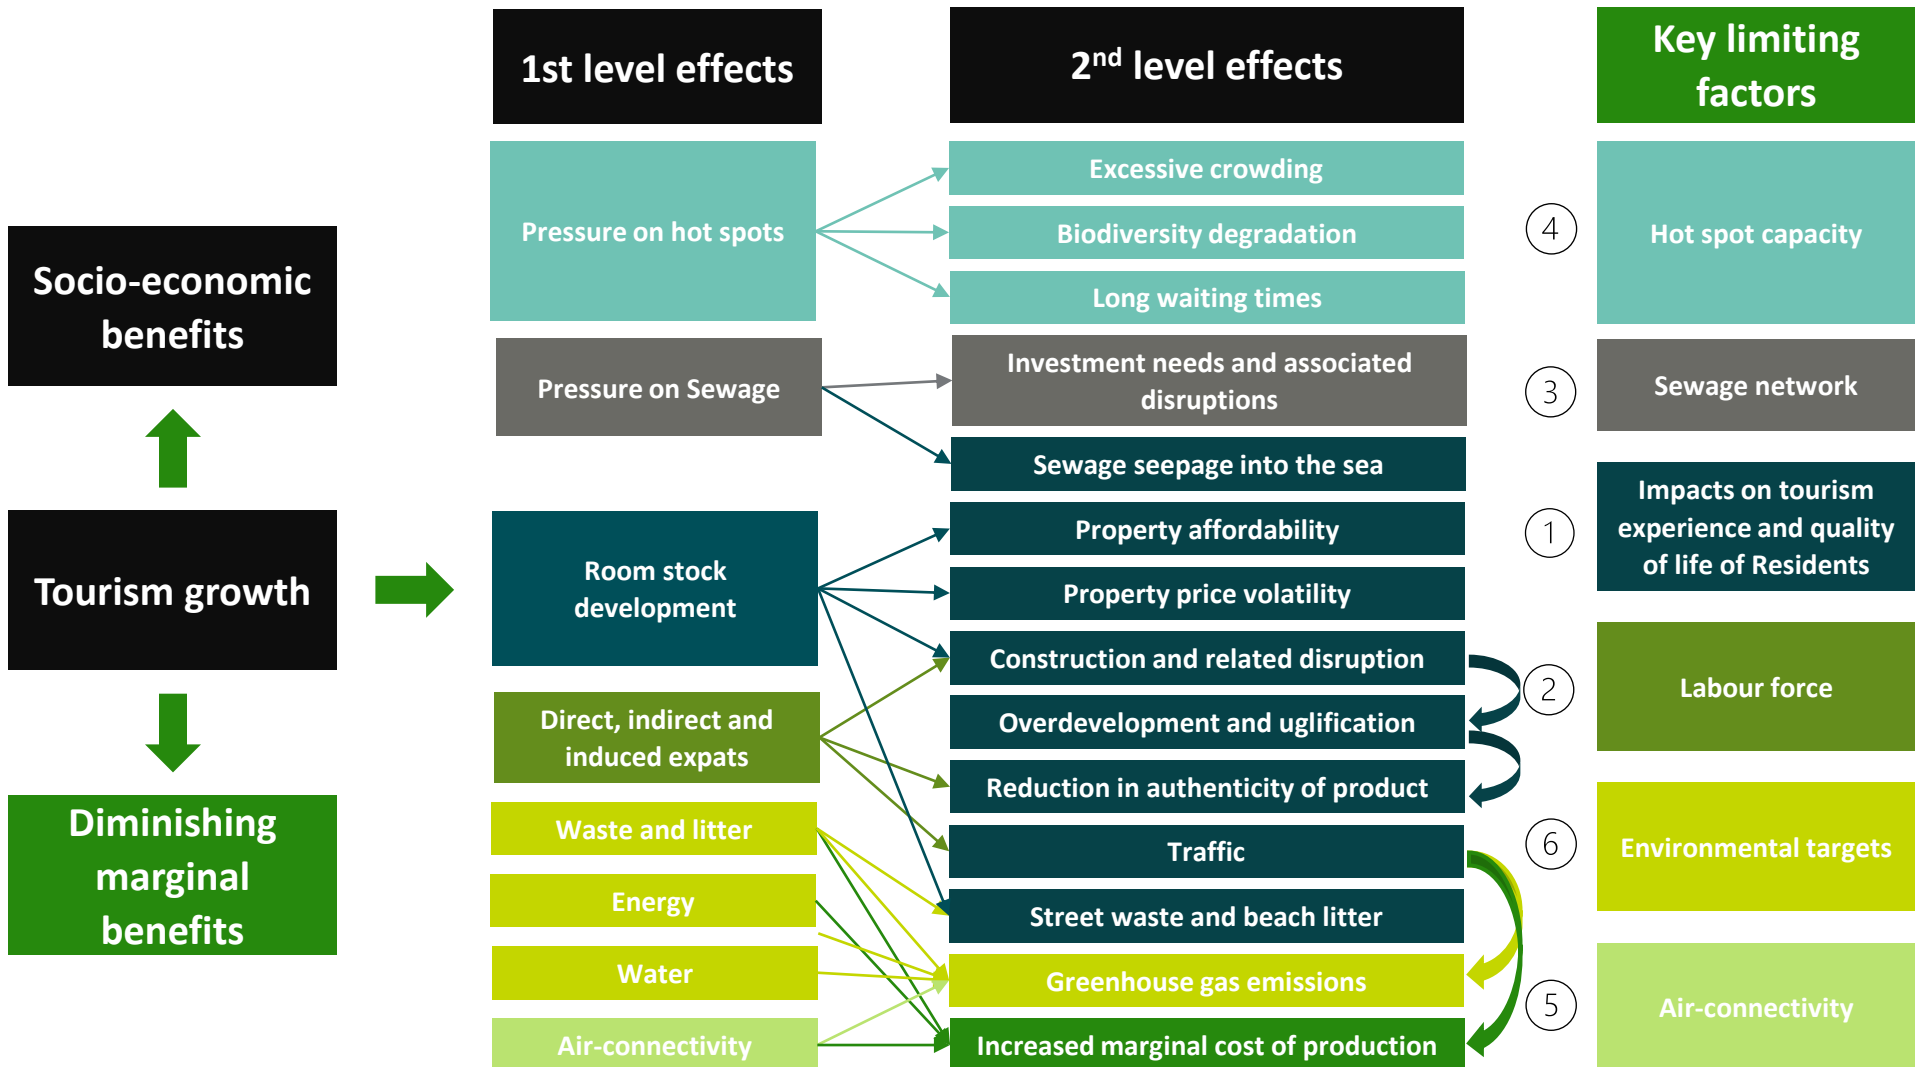 Socio-economic
benefits
Tourism growth
Diminishing
marginal
benefits
1st level effects
Pressure on hot spots
Pressure on Sewage
Room stock
development
Direct, indirect and
induced expats
Waste and litter
Energy
Water
Air-connectivity
2nd level effects
Excessive crowding
Biodiversity degradation
Long waiting times
Investment needs and associated
disruptions
Sewage seepage into the sea
Property affordability
Property price volatility
Construction and related disruption
Overdevelopment and uglification
Reduction in authenticity of product
Traffic
Street waste and beach litter
Greenhouse gas emissions
Increased marginal cost of production
Key limiting
factors
4
Hot spot capacity
3
Sewage network
1
Impacts on tourism
experience and quality
of life of Residents
2
Labour force
6
Environmental targets
5
Air-connectivity